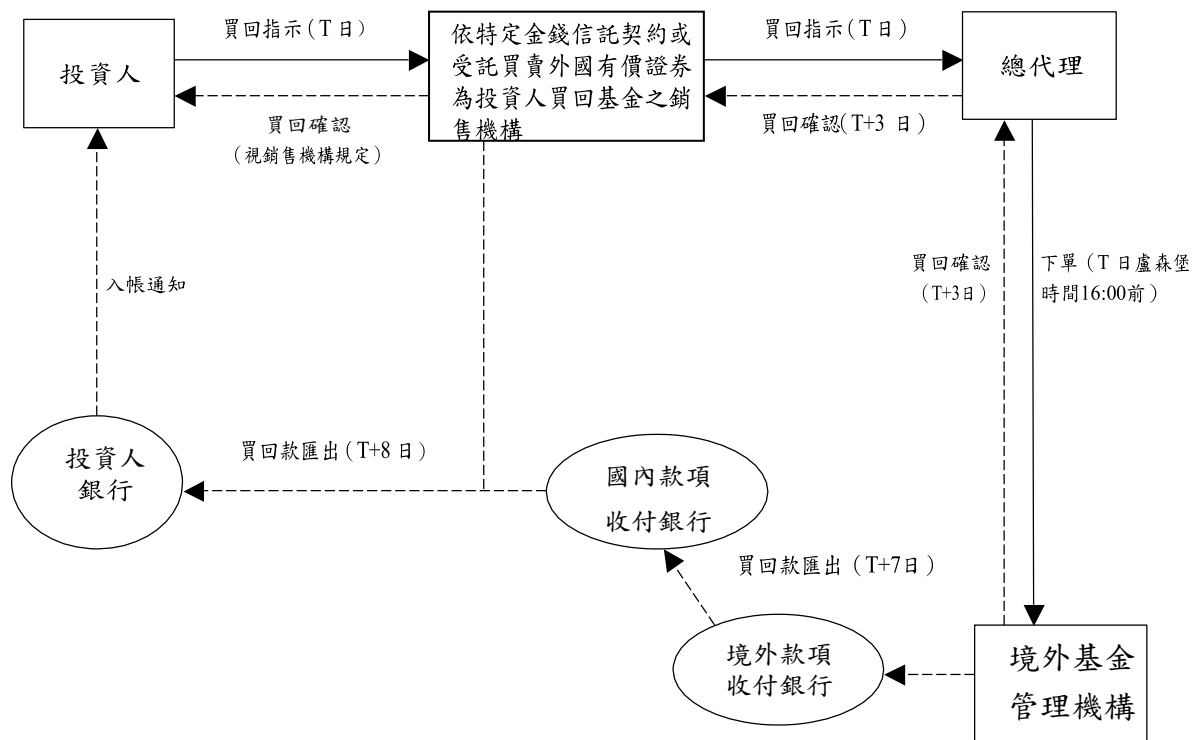 買回指示(T 日)
依特定金錢信託契約或
受託買賣外國有價證券
為投資人買回基金之銷
售機構
買回指示(T 日)
投資人
總代理
買回確認
(視銷售機構規定)
買回確認(T+3 日)
入帳通知
買回確認
(T+3日)
下單(T 日盧森堡
時間16:00前)
投資人
銀行
買回款匯出(T+8 日)
國內款項
收付銀行
買回款匯出(T+7日)
境外款項
收付銀行
境外基金
管理機構